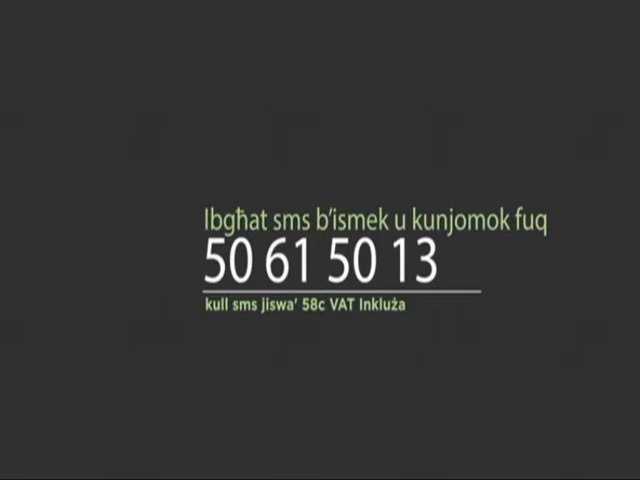 Ibgħat sms b'ismek u kunjomok fuq
50 61 50 13
kull sms jiswa' 58c VAT Inkluża